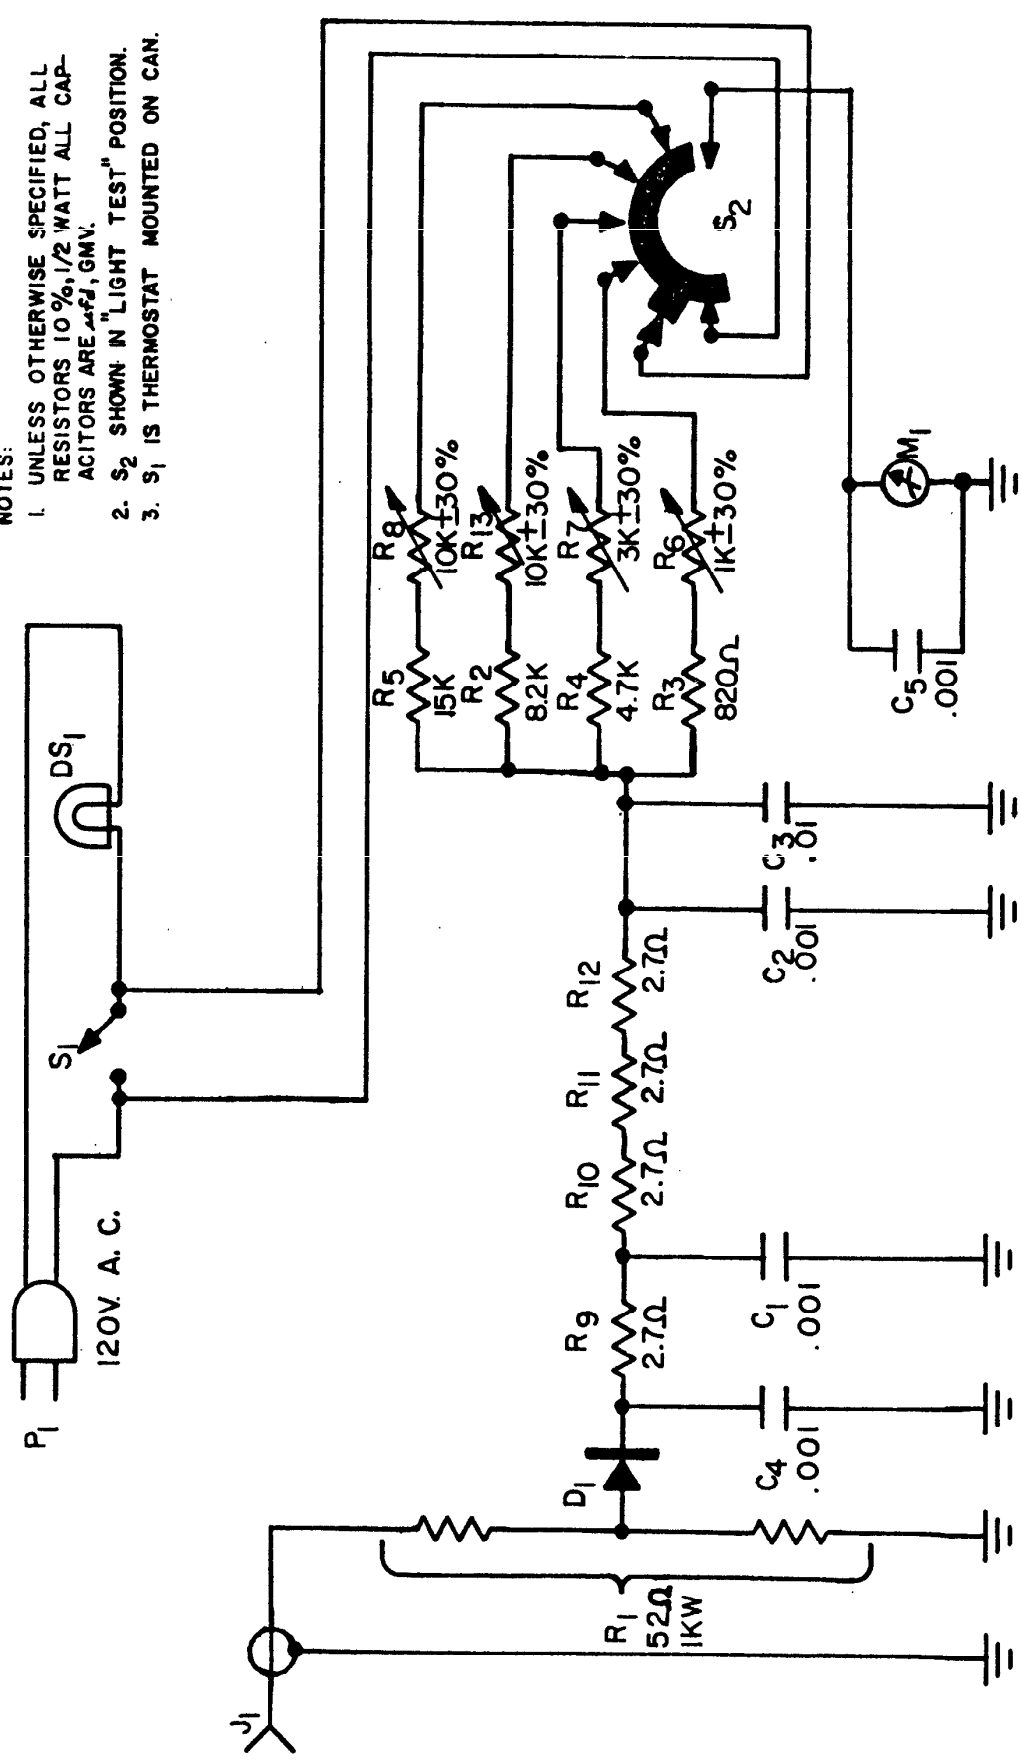 NOTES:
1. UNLESS OTHERWISE SPECIFIED, ALL
RESISTORS 10%, 1/2 WATT ALL CAP-
ACITORS ARE µfd, GMV.
2. S2 SHOWN IN "LIGHT TEST" POSITION.
3. S1 IS THERMOSTAT MOUNTED ON CAN.
P1
120V. A. C.
S1
DS1
J1
R1
52Ω
1KW
D1
C4
.001
R9
2.7Ω
C1
.001
R10
2.7Ω
R11
2.7Ω
R12
2.7Ω
C2
.001
C3
.01
R5
15K
R8
10K±30%
R2
8.2K
R13
10K±30%
R4
4.7K
R7
3K±30%
R3
820Ω
R6
1K±30%
S2
C5
.001
M1